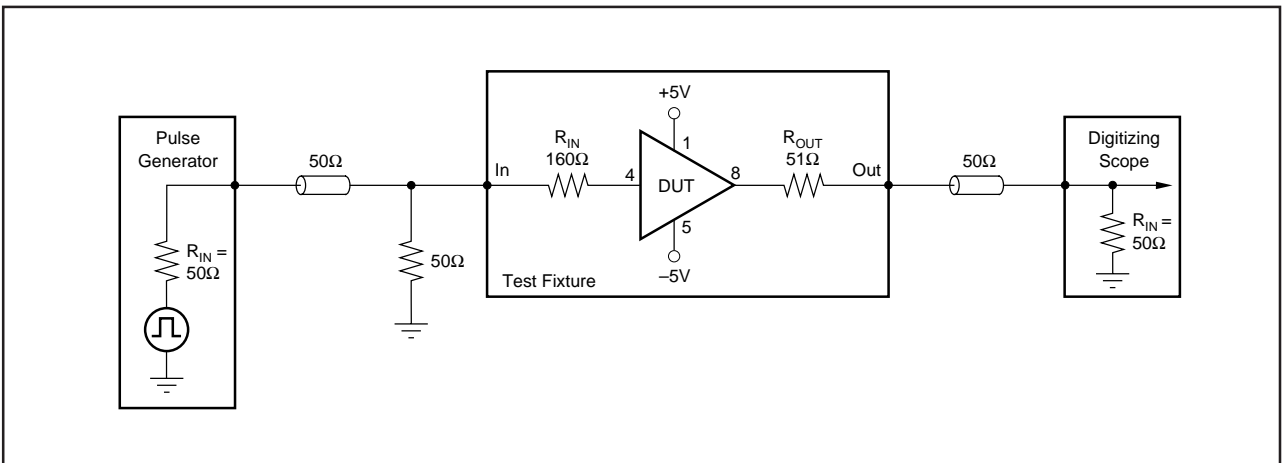 Pulse
Generator
R_IN =
50Ω
50Ω
50Ω
In
R_IN
160Ω
4
DUT
+5V
1
5
–5V
8
R_OUT
51Ω
Out
Test Fixture
50Ω
Digitizing
Scope
R_IN =
50Ω